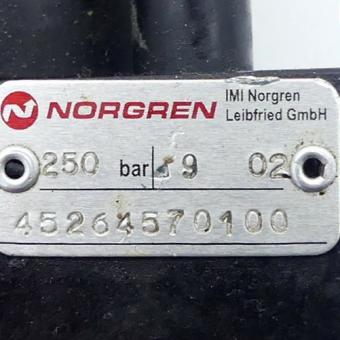 NORGREN
IMI Norgren
Leibfried GmbH
250 bar 9 02
45264570100